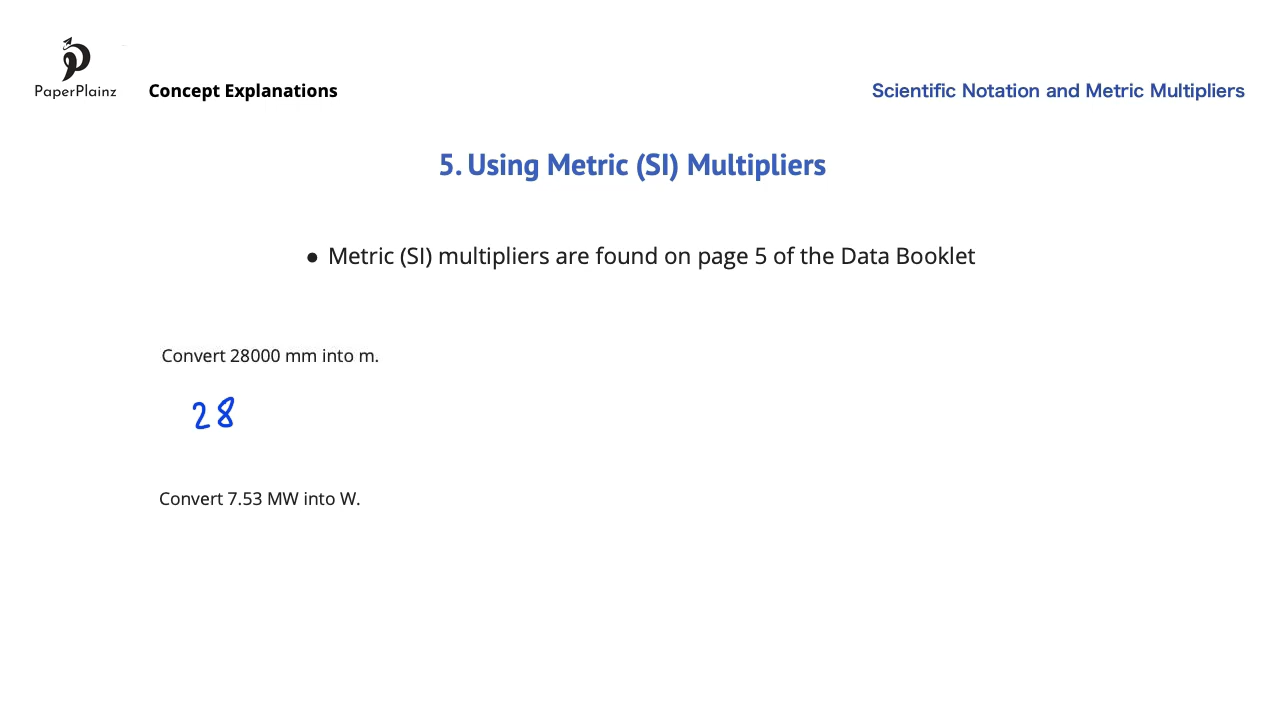 PaperPlainz
Concept Explanations
Scientific Notation and Metric Multipliers
5. Using Metric (SI) Multipliers
● Metric (SI) multipliers are found on page 5 of the Data Booklet
Convert 28000 mm into m.
28
Convert 7.53 MW into W.